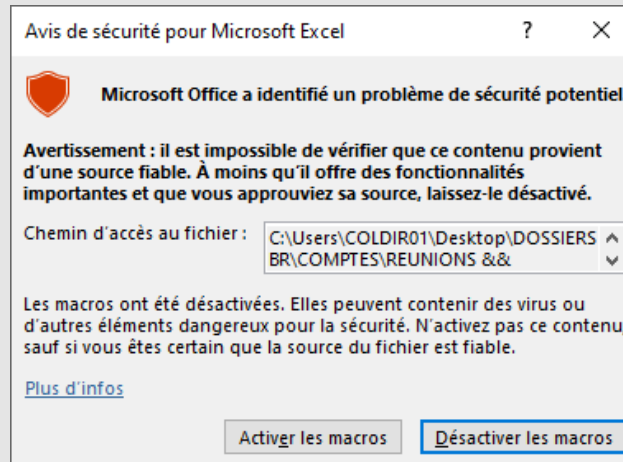 Avis de sécurité pour Microsoft Excel ? ×
Microsoft Office a identifié un problème de sécurité potentiel
Avertissement : il est impossible de vérifier que ce contenu provient
d'une source fiable. À moins qu'il offre des fonctionnalités
importantes et que vous approuviez sa source, laissez-le désactivé.
Chemin d'accès au fichier :
C:\Users\COLDIR01\Desktop\DOSSIERS
BR\COMPTES\REUNIONS &&
Les macros ont été désactivées. Elles peuvent contenir des virus ou
d'autres éléments dangereux pour la sécurité. N'activez pas ce contenu,
sauf si vous êtes certain que la source du fichier est fiable.
Plus d'infos
Activer les macros
Désactiver les macros